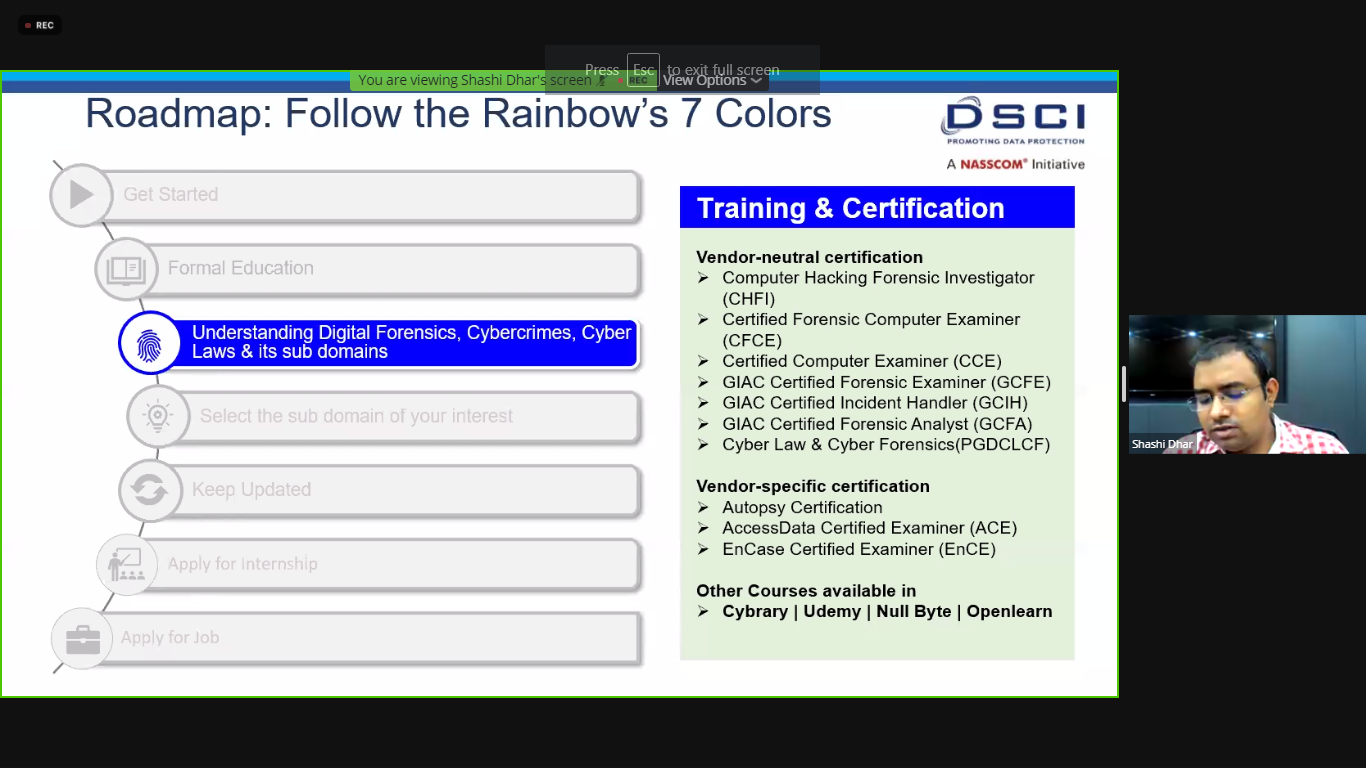 REC
Press Esc to exit full screen
You are viewing Shashi Dhar's screen REC View Options
Roadmap: Follow the Rainbow's 7 Colors
DSCI
PROMOTING DATA PROTECTION
A NASSCOM® Initiative
Get Started
Formal Education
Understanding Digital Forensics, Cybercrimes, Cyber
Laws & its sub domains
Select the sub domain of your interest
Keep Updated
Apply for Internship
Apply for Job
Training & Certification
Vendor-neutral certification
➢ Computer Hacking Forensic Investigator
(CHFI)
➢ Certified Forensic Computer Examiner
(CFCE)
➢ Certified Computer Examiner (CCE)
➢ GIAC Certified Forensic Examiner (GCFE)
➢ GIAC Certified Incident Handler (GCIH)
➢ GIAC Certified Forensic Analyst (GCFA)
➢ Cyber Law & Cyber Forensics(PGDCLCF)
Vendor-specific certification
➢ Autopsy Certification
➢ AccessData Certified Examiner (ACE)
➢ EnCase Certified Examiner (EnCE)
Other Courses available in
➢ Cybrary | Udemy | Null Byte | Openlearn
Shashi Dhar